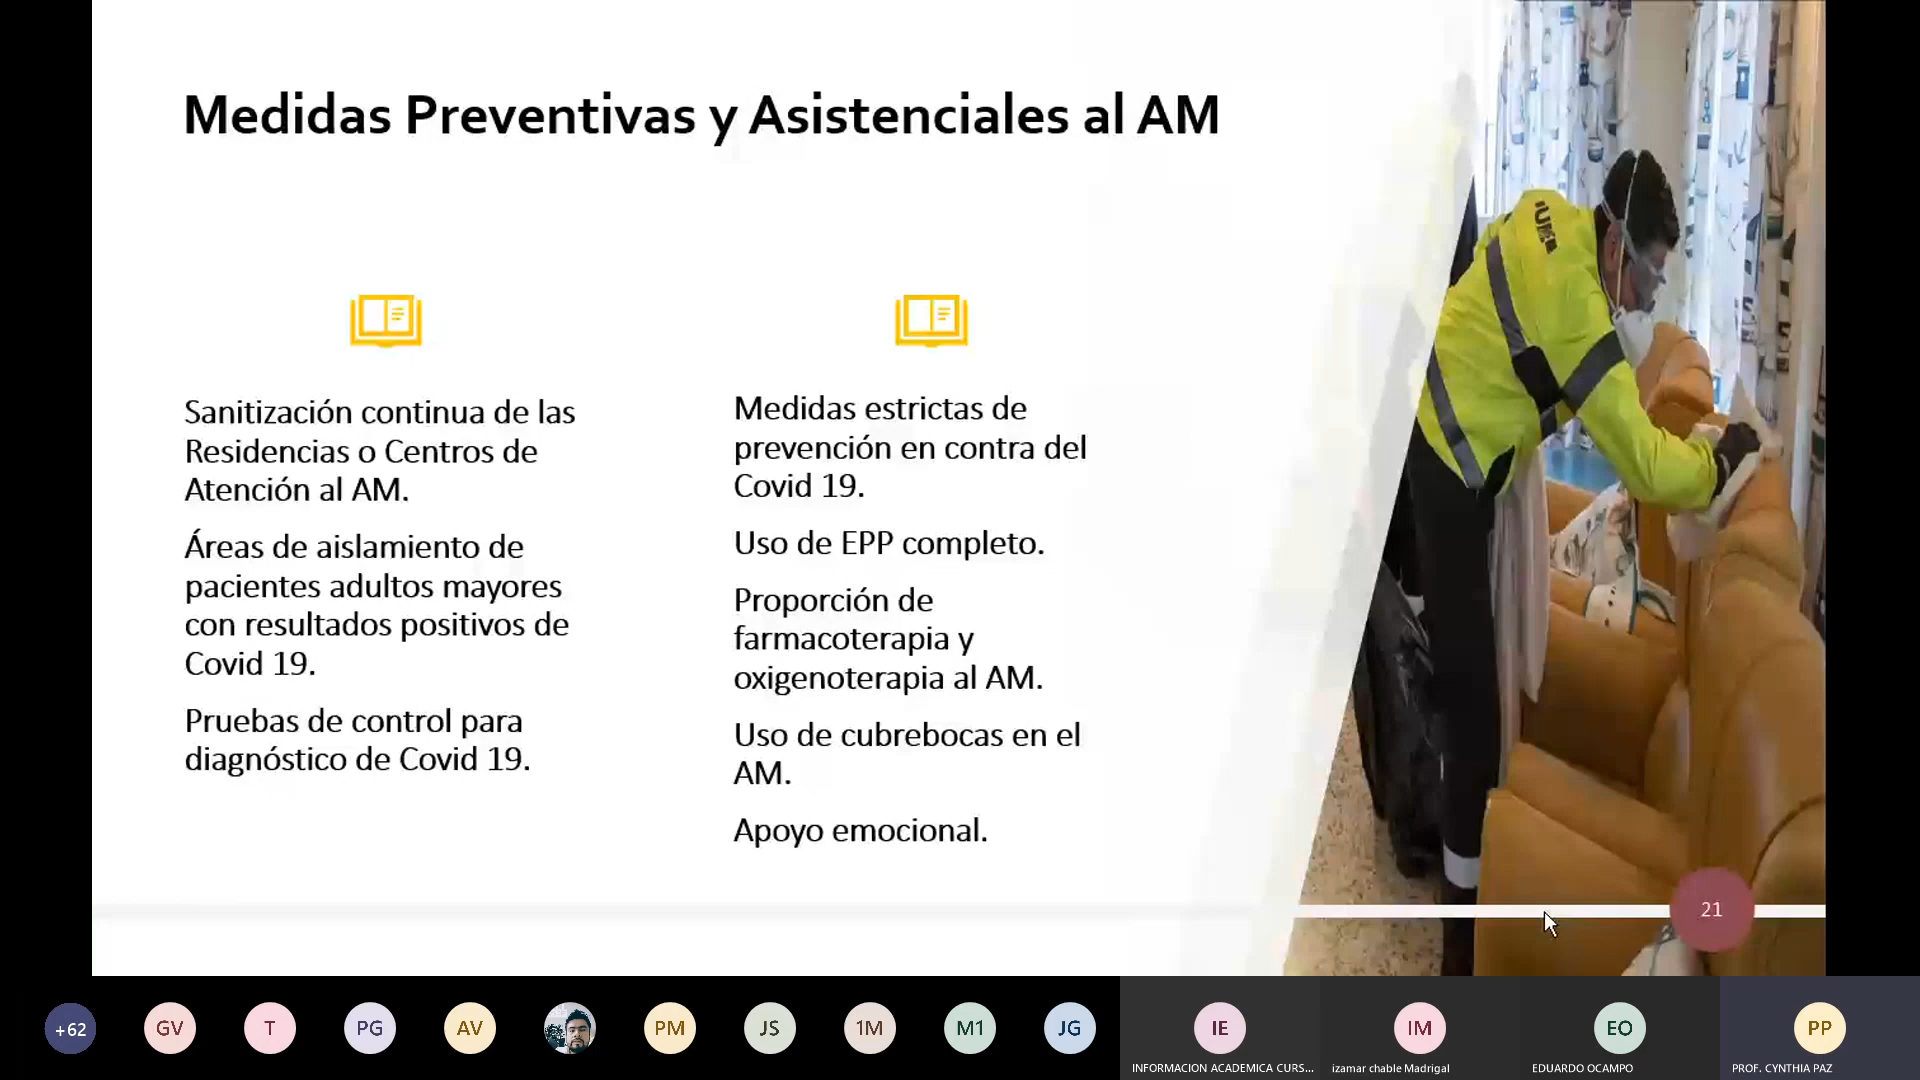 Medidas Preventivas y Asistenciales al AM
Sanitización continua de las
Residencias o Centros de
Atención al AM.
Áreas de aislamiento de
pacientes adultos mayores
con resultados positivos de
Covid 19.
Pruebas de control para
diagnóstico de Covid 19.
Medidas estrictas de
prevención en contra del
Covid 19.
Uso de EPP completo.
Proporción de
farmacoterapia y
oxigenoterapia al AM.
Uso de cubrebocas en el
AM.
Apoyo emocional.
21
+62
GV
T
PG
AV
PM
JS
1M
M1
JG
IE
INFORMACION ACADEMICA CURS...
IM
izamar chable Madrigal
EO
EDUARDO OCAMPO
PP
PROF. CYNTHIA PAZ